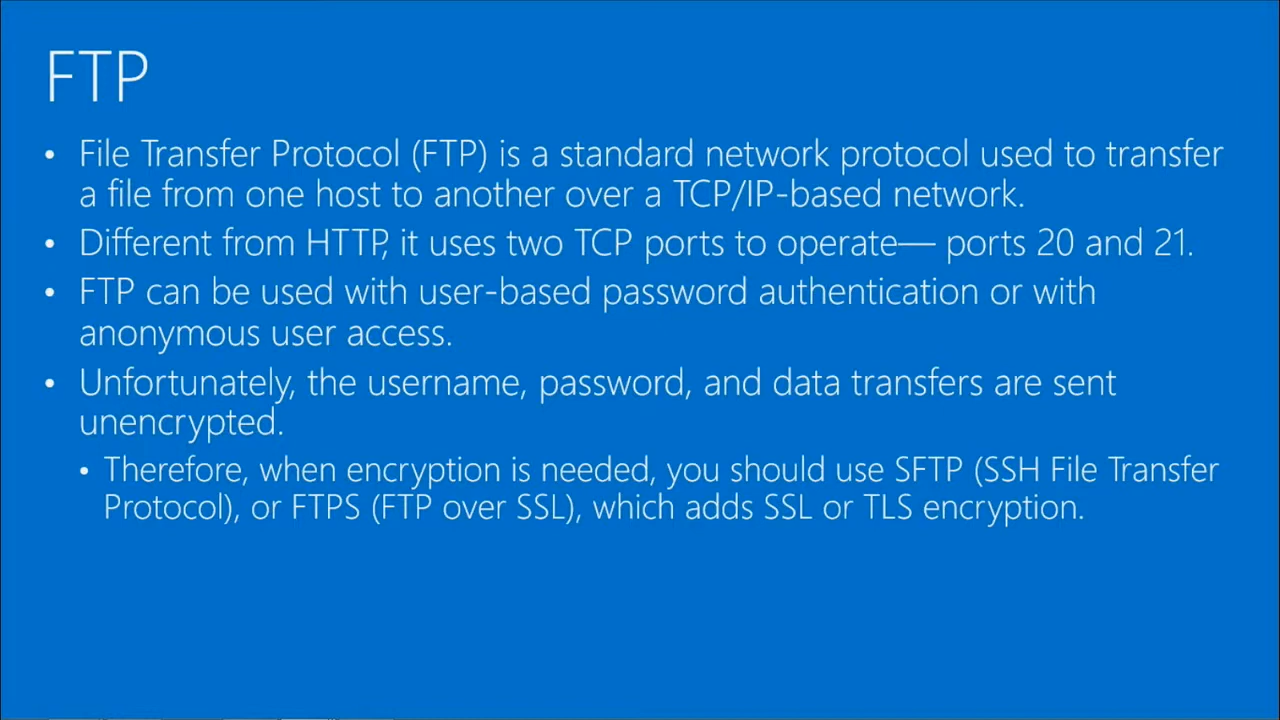 FTP
• File Transfer Protocol (FTP) is a standard network protocol used to transfer
a file from one host to another over a TCP/IP-based network.
• Different from HTTP, it uses two TCP ports to operate— ports 20 and 21.
• FTP can be used with user-based password authentication or with
anonymous user access.
• Unfortunately, the username, password, and data transfers are sent
unencrypted.
• Therefore, when encryption is needed, you should use SFTP (SSH File Transfer
Protocol), or FTPS (FTP over SSL), which adds SSL or TLS encryption.